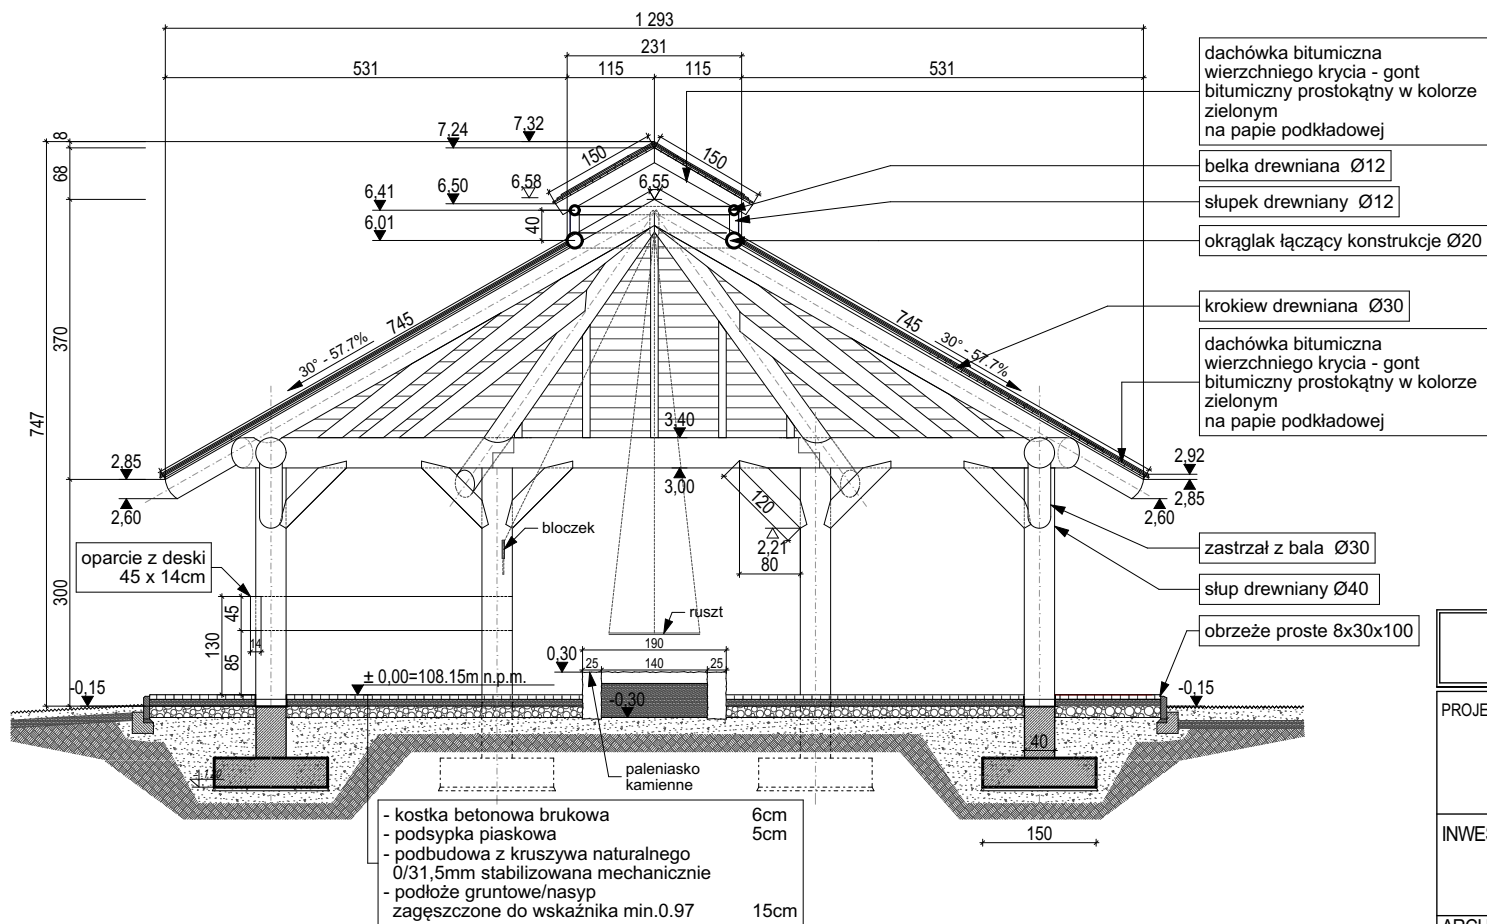 1 293
231
531
115
115
531
dachówka bitumiczna
wierzchniego krycia - gont
bitumiczny prostokątny w kolorze
zielonym
na papie podkładowej
8
7,24
7,32
68
150
150
belka drewniana Ø12
6,41
6,50
6,58
6,55
słupek drewniany Ø12
6,01
40
okrąglak łączący konstrukcje Ø20
370
745
745
krokiew drewniana Ø30
30° - 57.7%
30° - 57.7%
dachówka bitumiczna
wierzchniego krycia - gont
bitumiczny prostokątny w kolorze
zielonym
na papie podkładowej
747
3,40
2,85
2,92
3,00
2,85
2,60
120
2,60
bloczek
2,21
zastrzał z bala Ø30
oparcie z deski
45 x 14cm
80
słup drewniany Ø40
300
45
ruszt
obrzeże proste 8x30x100
130
14
190
85
0,30
25
140
25
± 0,00=108.15m n.p.m.
-0,15
-0,30
-0,15
PROJE
40
paleniasko
kamienne
- kostka betonowa brukowa 6cm
- podsypka piaskowa 5cm
- podbudowa z kruszywa naturalnego
0/31,5mm stabilizowana mechanicznie
- podłoże gruntowe/nasyp
zagęszczone do wskaźnika min.0.97 15cm
150
INWES